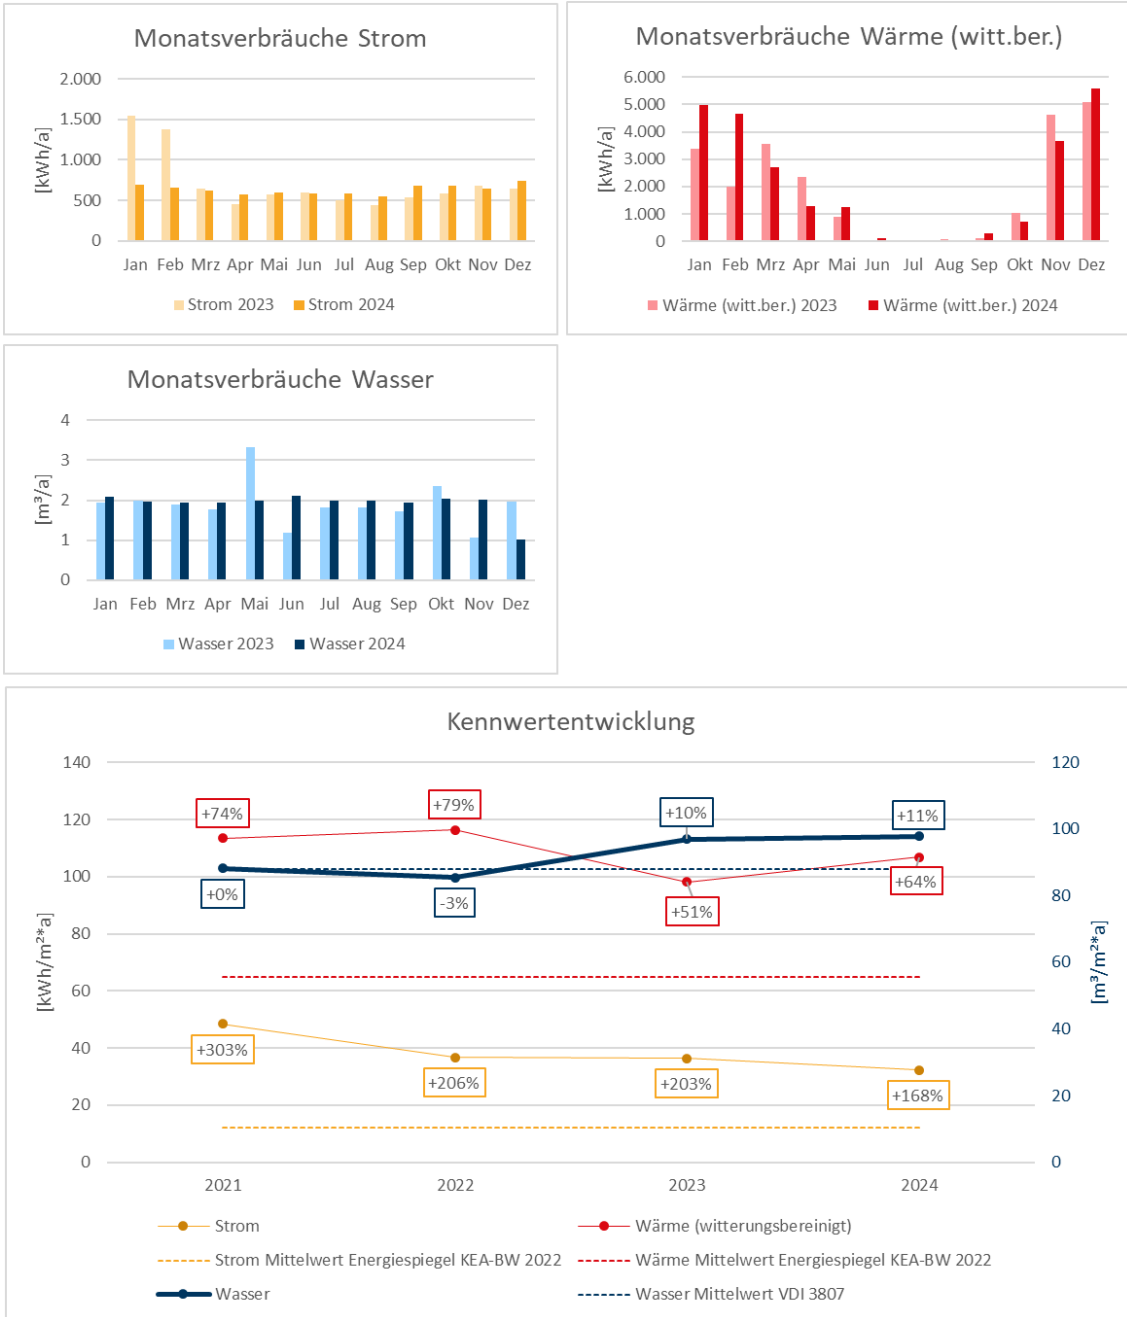 Monatsverbräuche Strom
[kWh/a]
2.000
1.500
1.000
500
0
Jan Feb Mrz Apr Mai Jun Jul Aug Sep Okt Nov Dez
Strom 2023 Strom 2024
Monatsverbräuche Wärme (witt.ber.)
[kWh/a]
6.000
5.000
4.000
3.000
2.000
1.000
0
Jan Feb Mrz Apr Mai Jun Jul Aug Sep Okt Nov Dez
Wärme (witt.ber.) 2023 Wärme (witt.ber.) 2024
Monatsverbräuche Wasser
[m³/a]
4
3
2
1
0
Jan Feb Mrz Apr Mai Jun Jul Aug Sep Okt Nov Dez
Wasser 2023 Wasser 2024
Kennwertentwicklung
[kWh/m²*a]
140
120
100
80
60
40
20
0
[m³/m²*a]
120
100
80
60
40
20
0
+74% +79% +10% +11%
+0% -3% +51% +64%
+303% +206% +203% +168%
2021 2022 2023 2024
Strom Wärme (witterungsbereinigt)
Strom Mittelwert Energiespiegel KEA-BW 2022 Wärme Mittelwert Energiespiegel KEA-BW 2022
Wasser Wasser Mittelwert VDI 3807